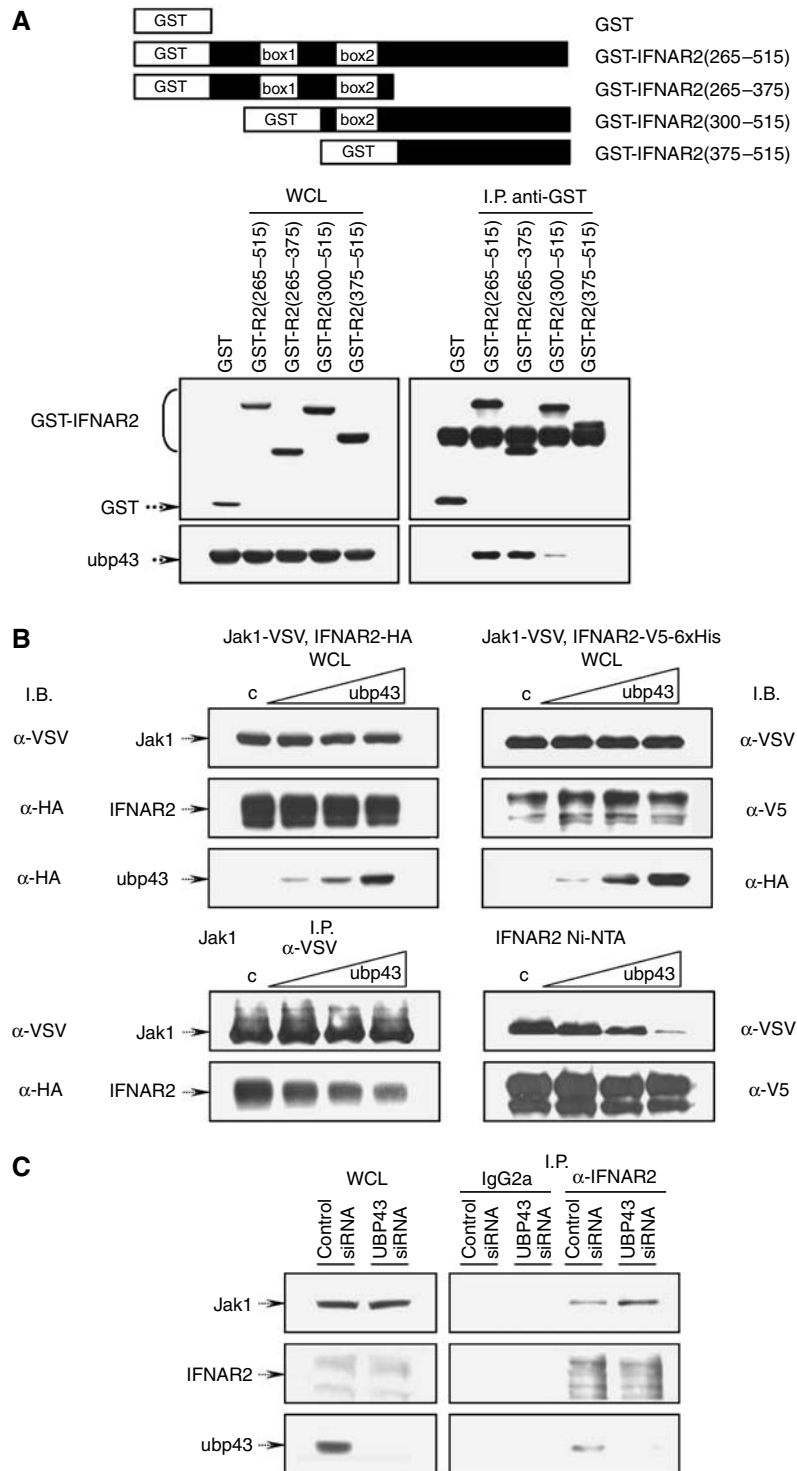 A
GST GST
GST box1 box2 GST-IFNAR2(265–515)
GST box1 box2 GST-IFNAR2(265–375)
GST box2 GST-IFNAR2(300–515)
GST GST-IFNAR2(375–515)
WCL I.P. anti-GST
GST GST-R2(265–515) GST-R2(265–375) GST-R2(300–515) GST-R2(375–515) GST GST-R2(265–515) GST-R2(265–375) GST-R2(300–515) GST-R2(375–515)
GST-IFNAR2
GST
ubp43
B
Jak1-VSV, IFNAR2-HA Jak1-VSV, IFNAR2-V5-6xHis
WCL WCL
I.B. c ubp43 c ubp43 I.B.
α-VSV Jak1 α-VSV
α-HA IFNAR2 α-V5
α-HA ubp43 α-HA
Jak1 I.P. IFNAR2 Ni-NTA
α-VSV
c ubp43 c ubp43
α-VSV Jak1 α-VSV
α-HA IFNAR2 α-V5
C
I.P.
WCL IgG2a α-IFNAR2
Control siRNA UBP43 siRNA Control siRNA UBP43 siRNA Control siRNA UBP43 siRNA
Jak1
IFNAR2
ubp43